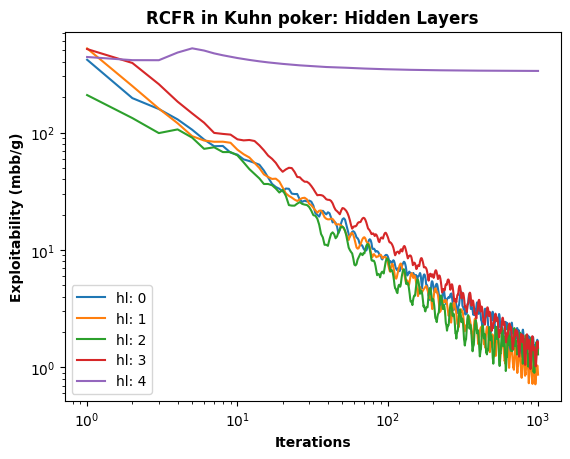 RCFR in Kuhn poker: Hidden Layers
Exploitability (mbb/g)
10²
10¹
10⁰
hl: 0
hl: 1
hl: 2
hl: 3
hl: 4
10⁰ 10¹ 10² 10³
Iterations